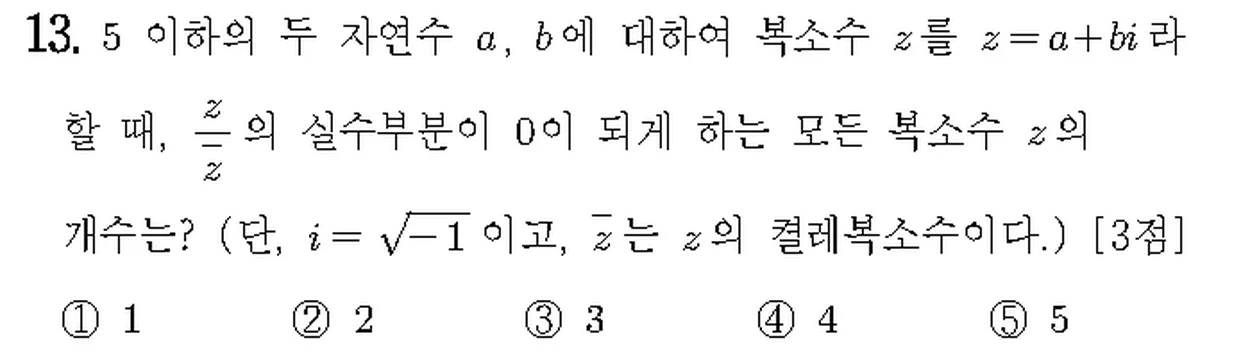 13. 5 이하의 두 자연수 a, b에 대하여 복소수 z를 z=a+bi라
할 때, z/z̅ 의 실수부분이 0이 되게 하는 모든 복소수 z의
개수는? (단, i=√-1 이고, z̅는 z의 켤레복소수이다.) [3점]
① 1 ② 2 ③ 3 ④ 4 ⑤ 5